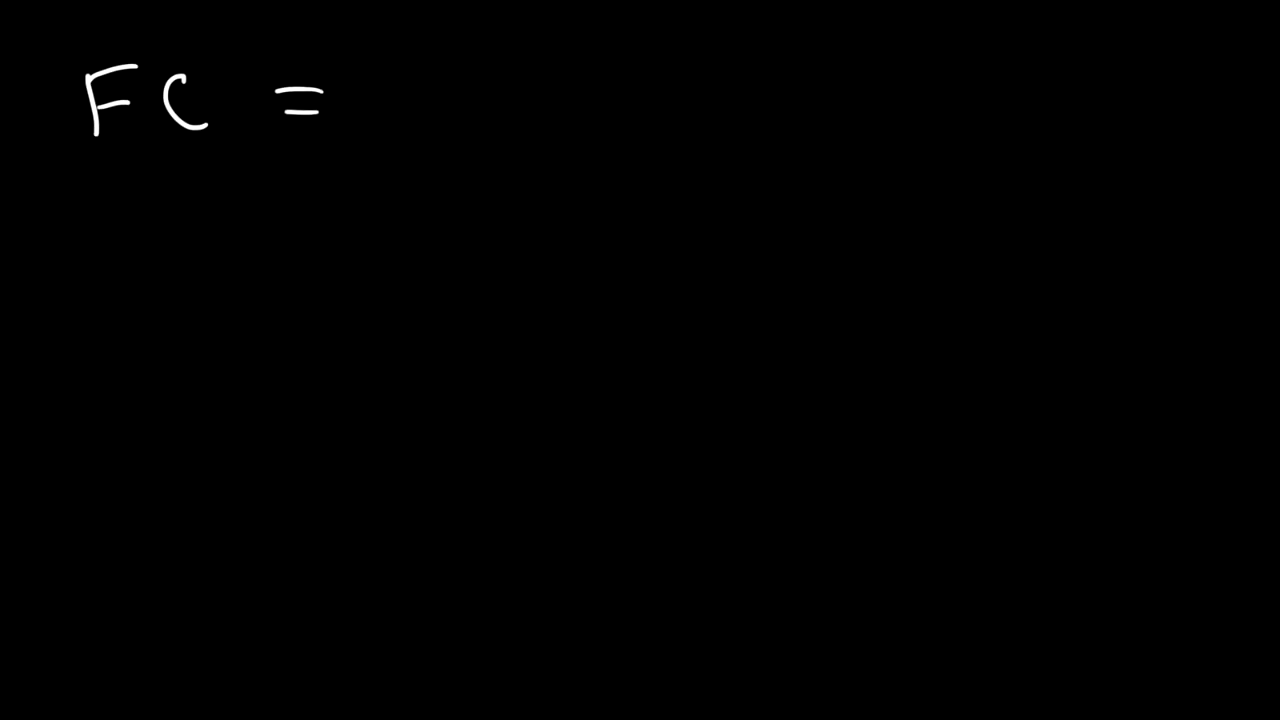 FC =